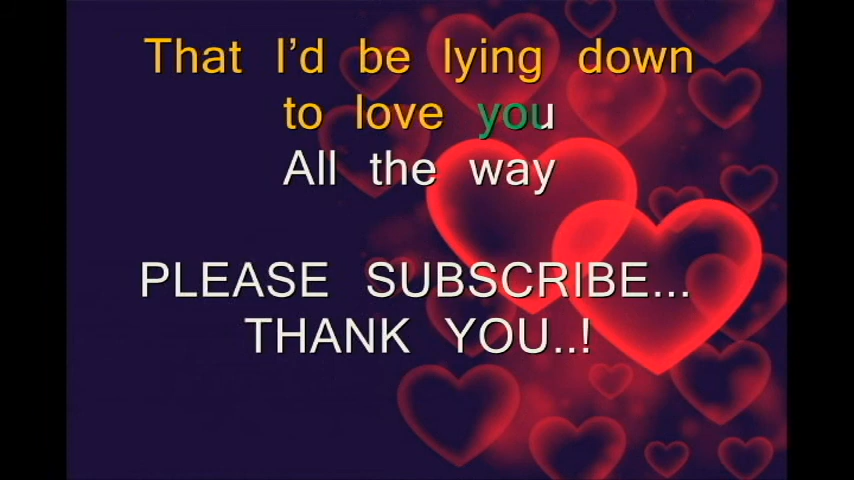 That I'd be lying down
to love you
All the way
PLEASE SUBSCRIBE...
THANK YOU..!